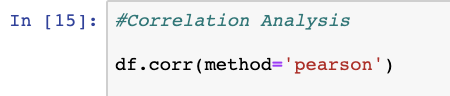 In [15]: #Correlation Analysis
df.corr(method='pearson')